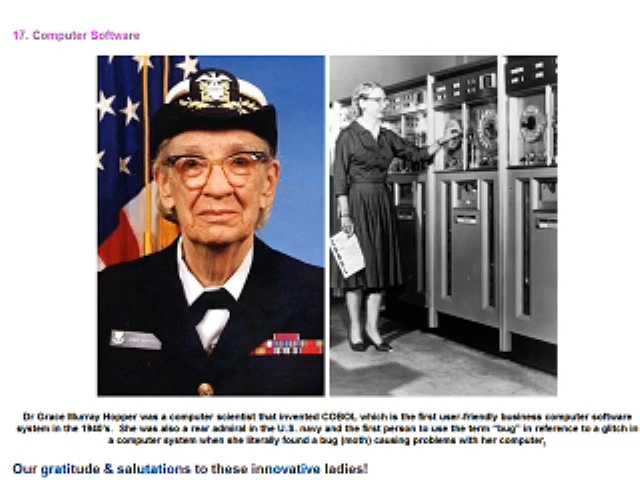 17. Computer Software
Dr Grace Murray Hopper was a computer scientist that invented COBOL, which is the first user-friendly business computer software
system in the 1940's. She was also a rear admiral in the U.S. navy and the first person to use the term "bug" in reference to a glitch in
a computer system when she literally found a bug (moth) causing problems with her computer,
Our gratitude & salutations to these innovative ladies!